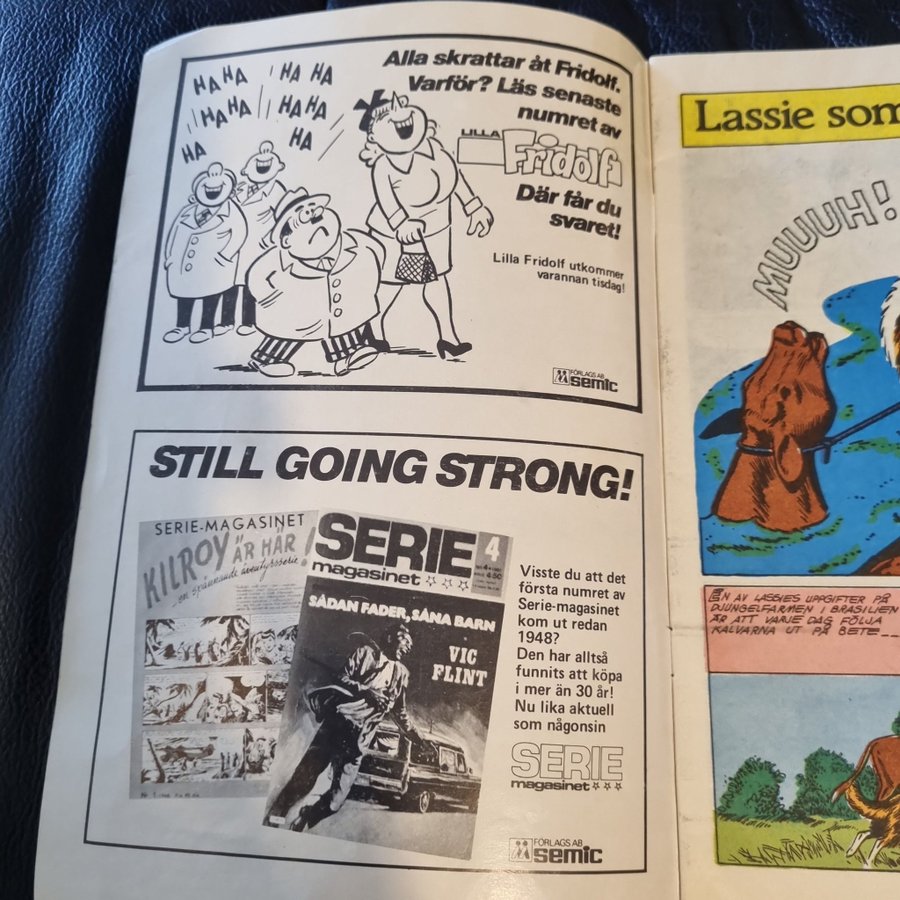 HA HA
HA HA
HA HA
HA HA
HA
HA
Alla skrattar åt Fridolf.
Varför? Läs senaste
numret av
LILLA
Fridolf
Där får du
svaret!
Lilla Fridolf utkommer
varannan tisdag!
FÖRLAGS AB
semic
STILL GOING STRONG!
SERIE-MAGASINET
KILROY "ÄR HÄR"
en spännande äventyrsserie!
SERIE
magasinet
4
SÅDAN FADER, SÅNA BARN
VIC
FLINT
Visste du att det
första numret av
Serie-magasinet
kom ut redan
1948?
Den har alltså
funnits att köpa
i mer än 30 år!
Nu lika aktuell
som någonsin
SERIE
magasinet
FÖRLAGS AB
semic
Lassie som
MUUUH!
EN AV LASSIES UPPGIFTER PÅ
DJUNGELFARMEN I BRASILIEN
ÄR ATT VARJE DAG FÖLJA
KALVARNA UT PÅ BETE__